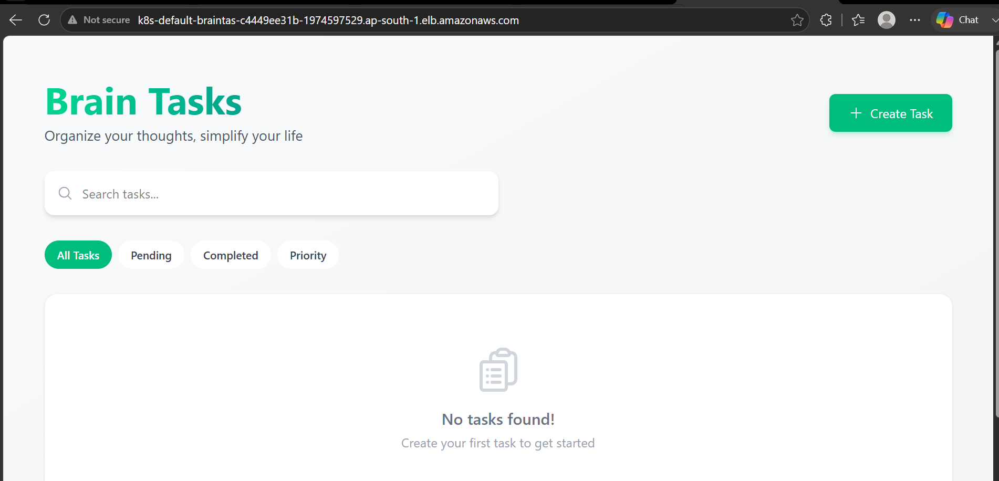 Not secure k8s-default-braintas-c4449ee31b-1974597529.ap-south-1.elb.amazonaws.com
Chat
Brain Tasks
Create Task
Organize your thoughts, simplify your life
Search tasks...
All Tasks Pending Completed Priority
No tasks found!
Create your first task to get started